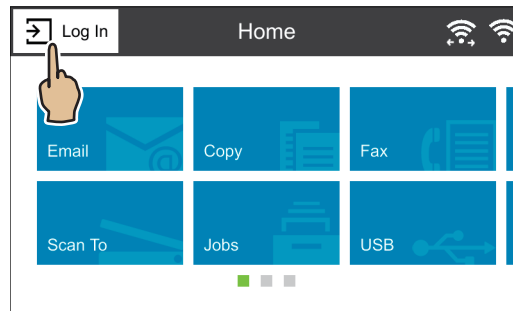 Log In
Home
Email
Copy
Fax
Scan To
Jobs
USB